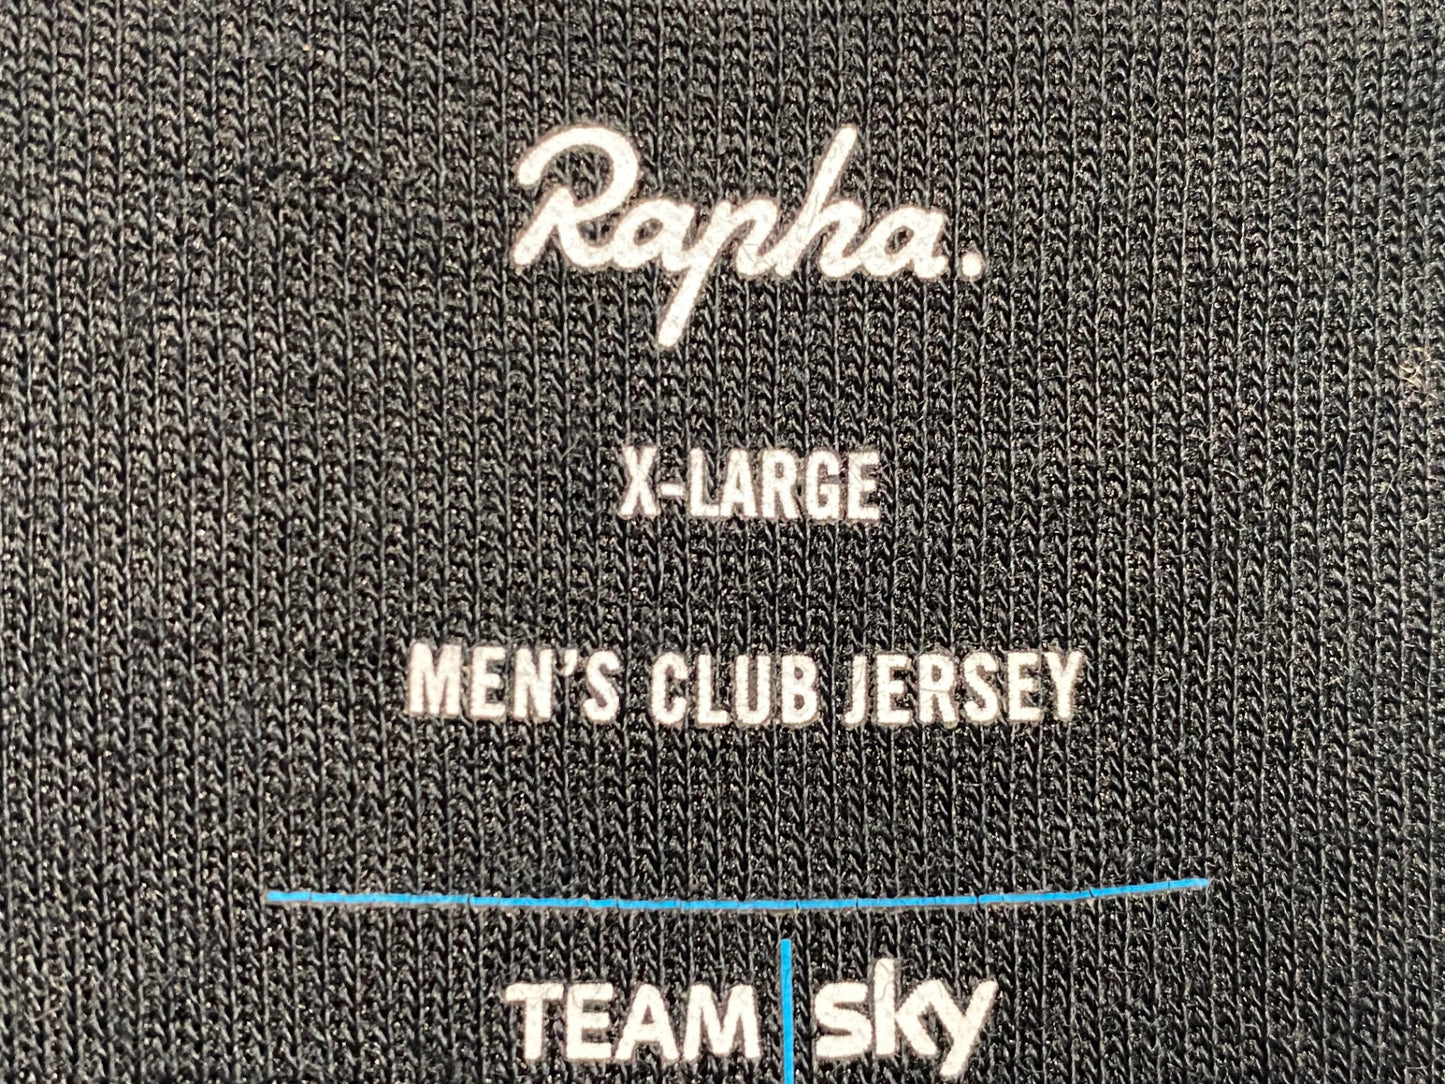 Rapha.
X-LARGE
MEN'S CLUB JERSEY
TEAM sky